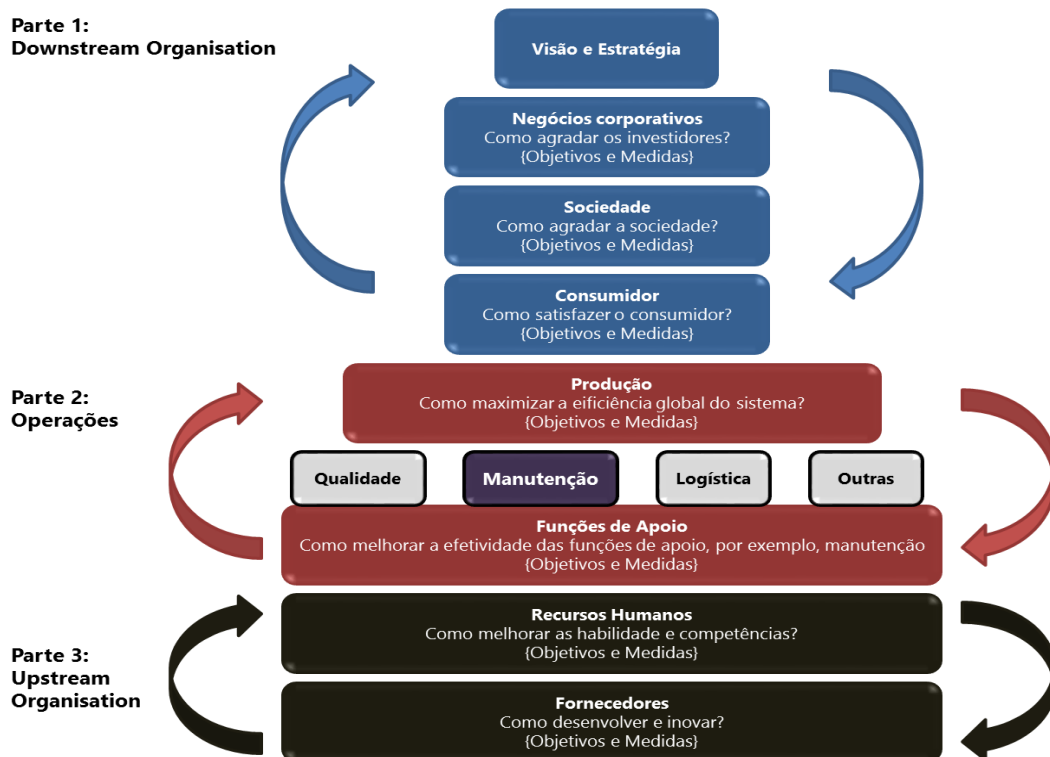 Parte 1:
Downstream Organisation
Visão e Estratégia
Negócios corporativos
Como agradar os investidores?
{Objetivos e Medidas}
Sociedade
Como agradar a sociedade?
{Objetivos e Medidas}
Consumidor
Como satisfazer o consumidor?
{Objetivos e Medidas}
Parte 2:
Operações
Produção
Como maximizar a eificiência global do sistema?
{Objetivos e Medidas}
Qualidade
Manutenção
Logística
Outras
Funções de Apoio
Como melhorar a efetividade das funções de apoio, por exemplo, manutenção
{Objetivos e Medidas}
Parte 3:
Upstream
Organisation
Recursos Humanos
Como melhorar as habilidade e competências?
{Objetivos e Medidas}
Fornecedores
Como desenvolver e inovar?
{Objetivos e Medidas}